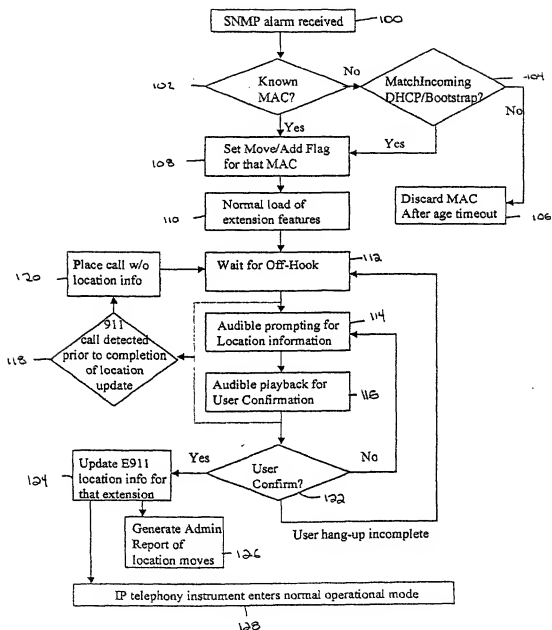 SNMP alarm received
100
102
Known
MAC?
No
MatchIncoming
DHCP/Bootstrap?
104
No
Yes
Yes
108
Set Move/Add Flag
for that MAC
110
Normal load of
extension features
Discard MAC
After age timeout
106
120
Place call w/o
location info
Wait for Off-Hook
112
118
911
call detected
prior to completion
of location
update
Audible prompting for
Location information
114
Audible playback for
User Confirmation
116
124
Update E911
location info for
that extension
Yes
User
Confirm?
No
122
User hang-up incomplete
Generate Admin
Report of
location moves
126
IP telephony instrument enters normal operational mode
128